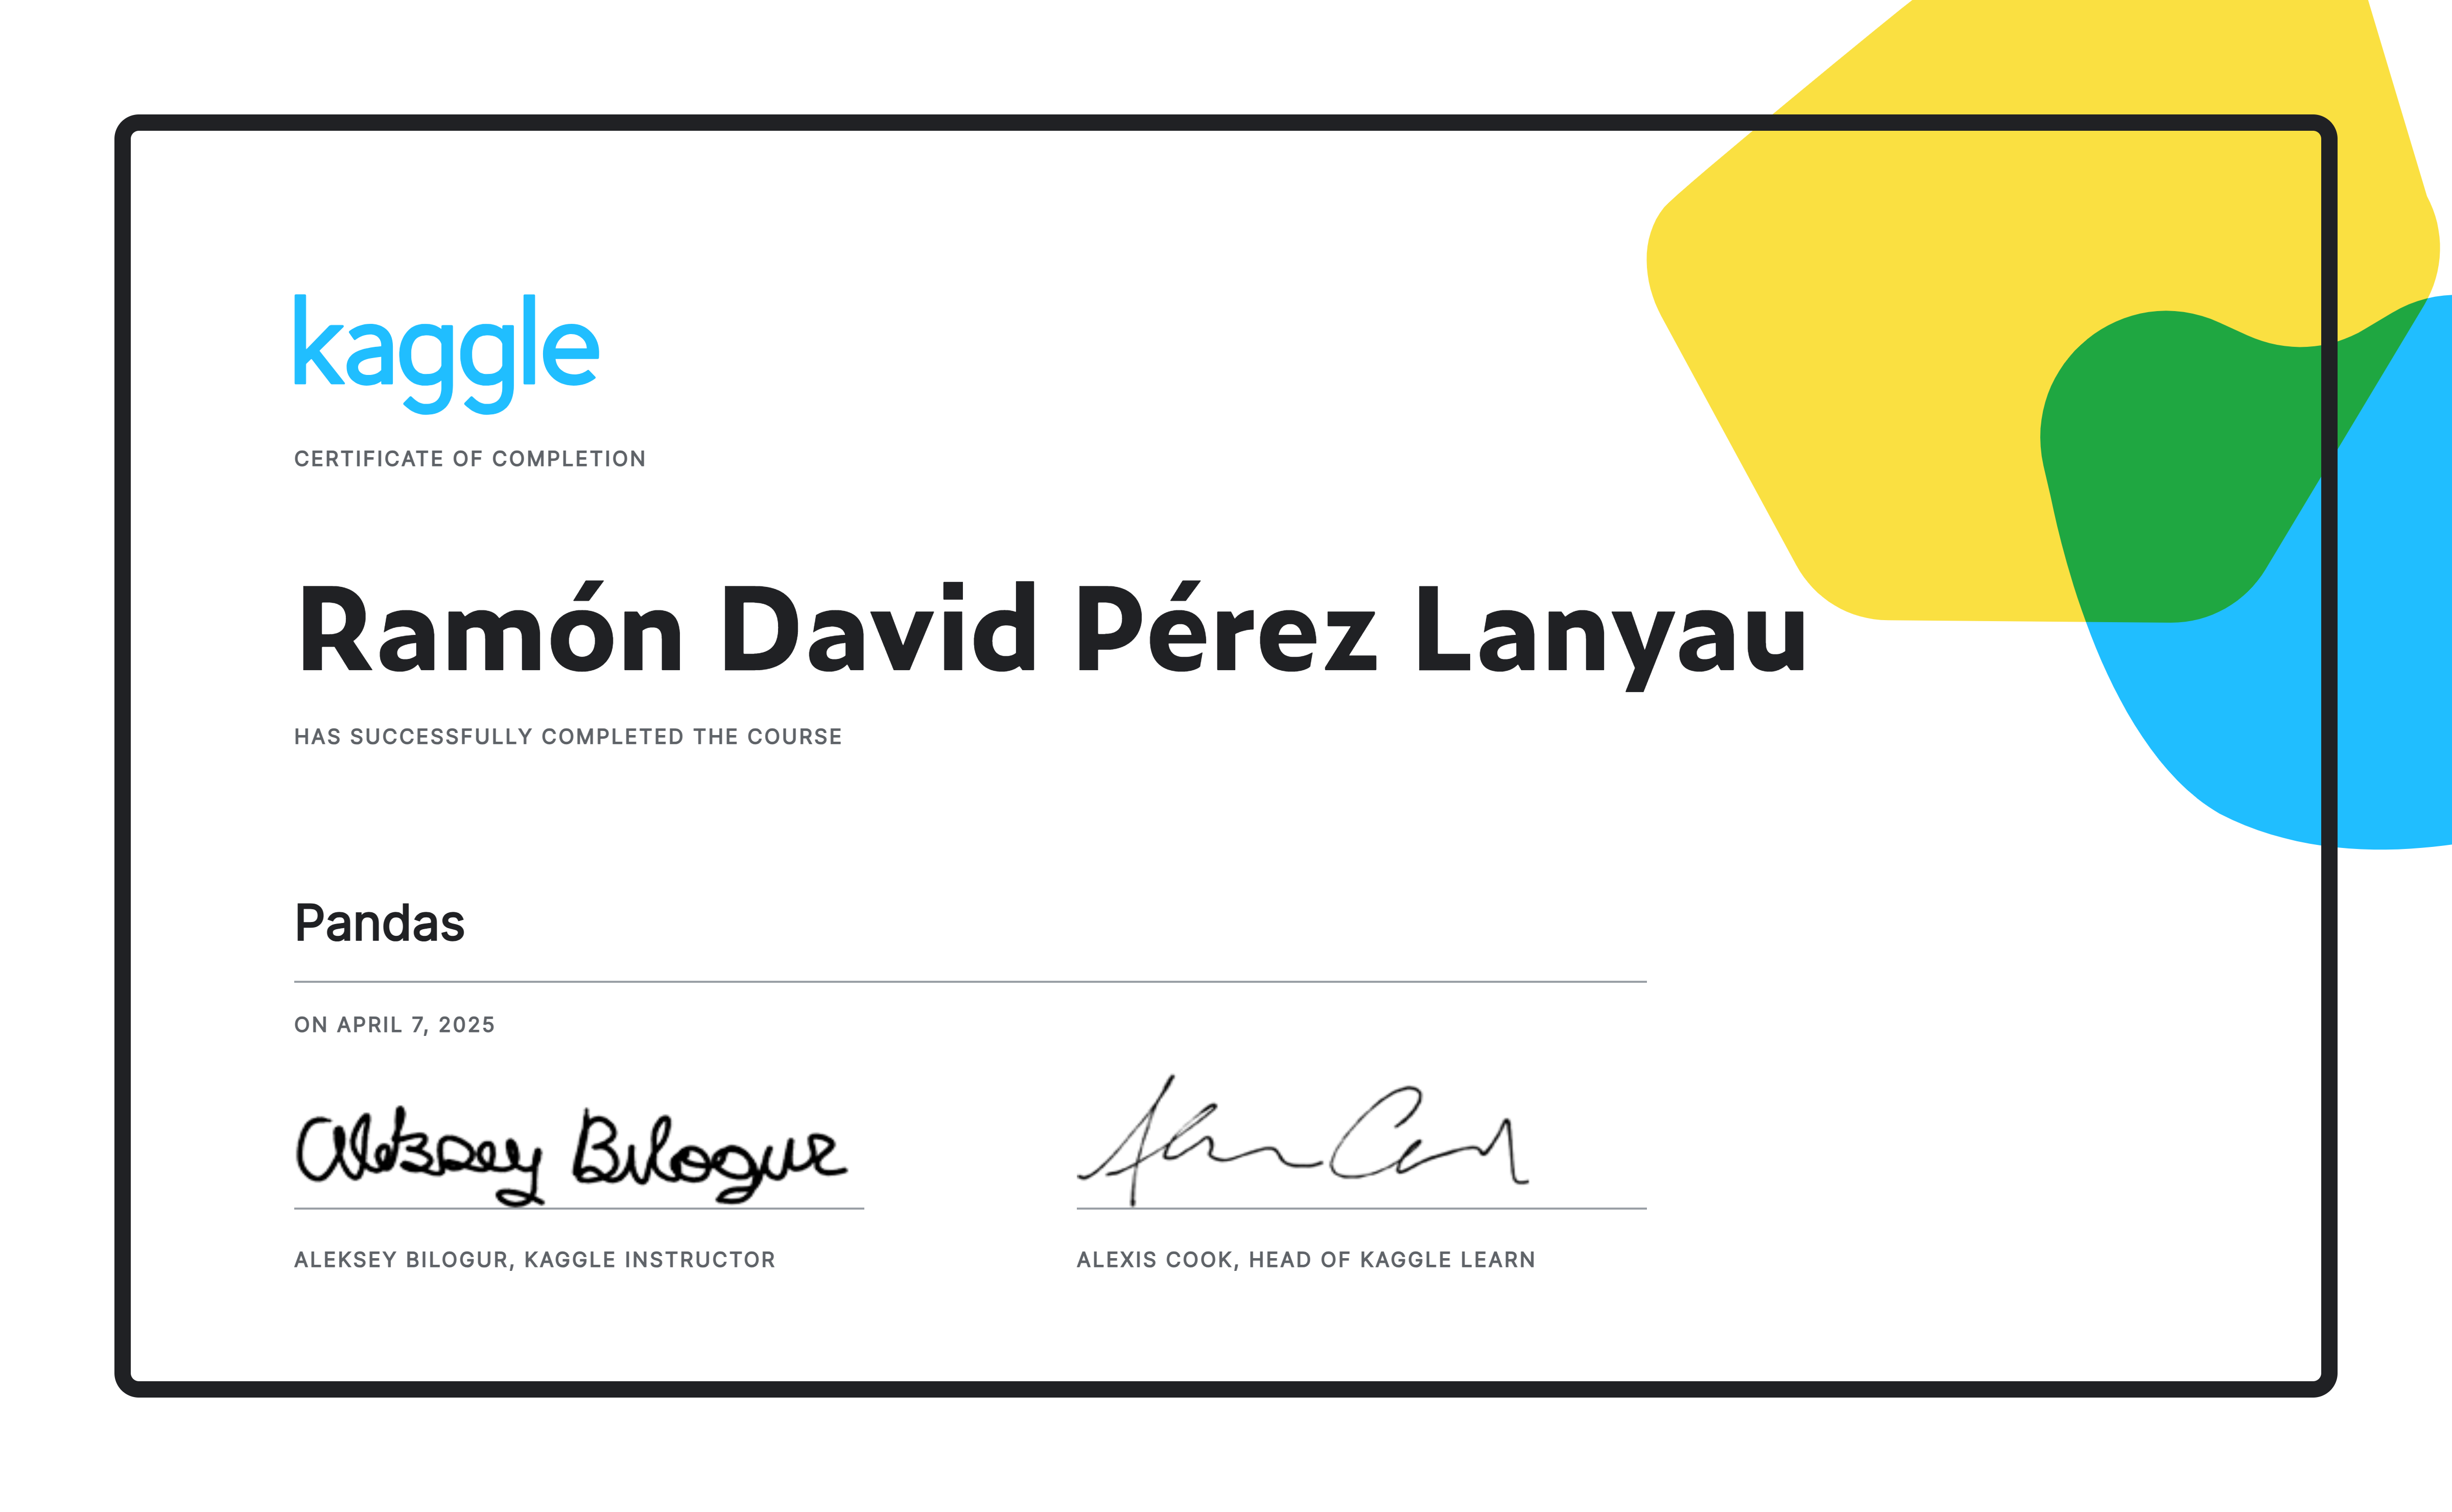 kaggle
CERTIFICATE OF COMPLETION
Ramón David Pérez Lanyau
HAS SUCCESSFULLY COMPLETED THE COURSE
Pandas
ON APRIL 7, 2025
Aleksey Bilogur
ALEKSEY BILOGUR, KAGGLE INSTRUCTOR
ALEXIS COOK, HEAD OF KAGGLE LEARN